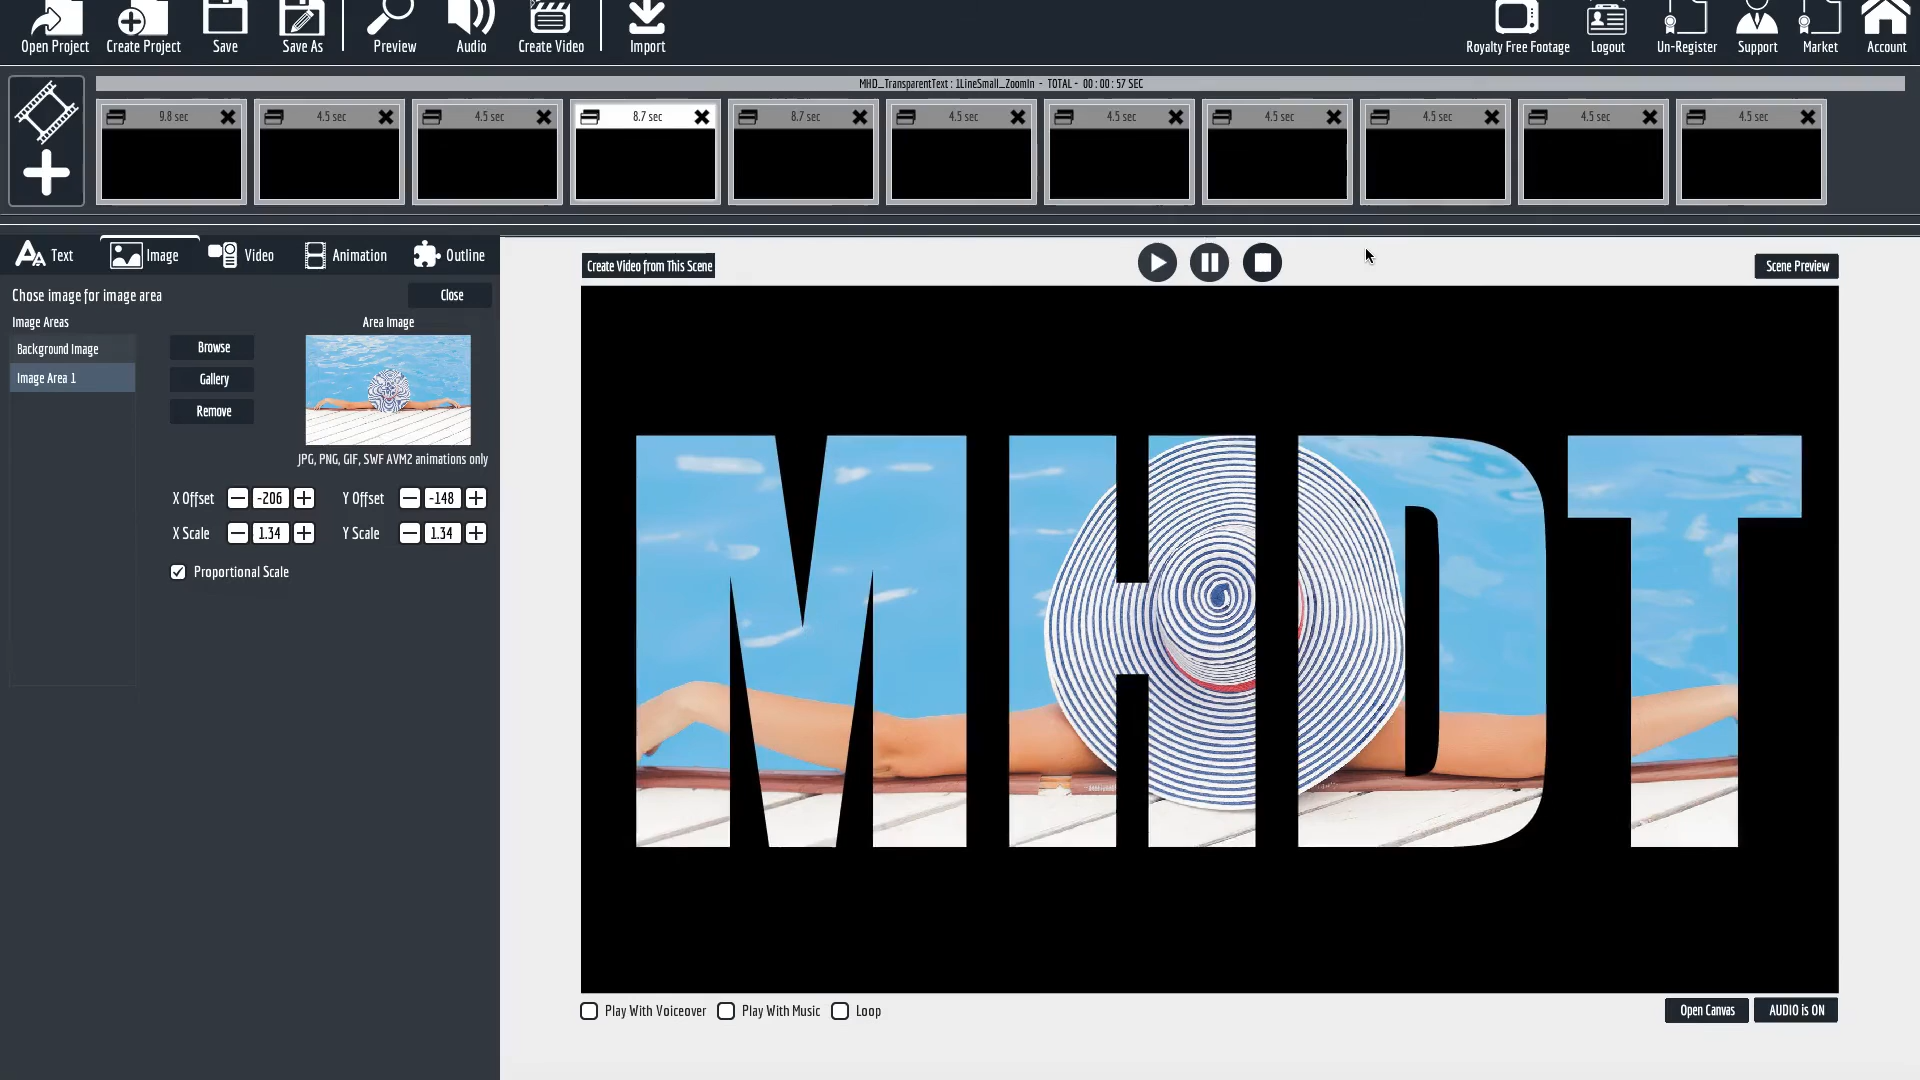 Open Project
Create Project
Save
Save As
Preview
Audio
Create Video
Import
Royalty Free Footage
Logout
Un-Register
Support
Market
Account
MHD_TransparentText : 1LineSmall_ZoomIn - TOTAL - 00 : 00 : 57 SEC
9.8 sec
4.5 sec
4.5 sec
8.7 sec
8.7 sec
4.5 sec
4.5 sec
4.5 sec
4.5 sec
4.5 sec
4.5 sec
Text
Image
Video
Animation
Outline
Create Video from This Scene
Scene Preview
Chose image for image area
Close
Image Areas
Area Image
Background Image
Image Area 1
Browse
Gallery
Remove
JPG, PNG, GIF, SWF AVM2 animations only
X Offset
-206
Y Offset
-148
X Scale
1.34
Y Scale
1.34
Proportional Scale
MHDT
Play With Voiceover
Play With Music
Loop
Open Canvas
AUDIO is ON